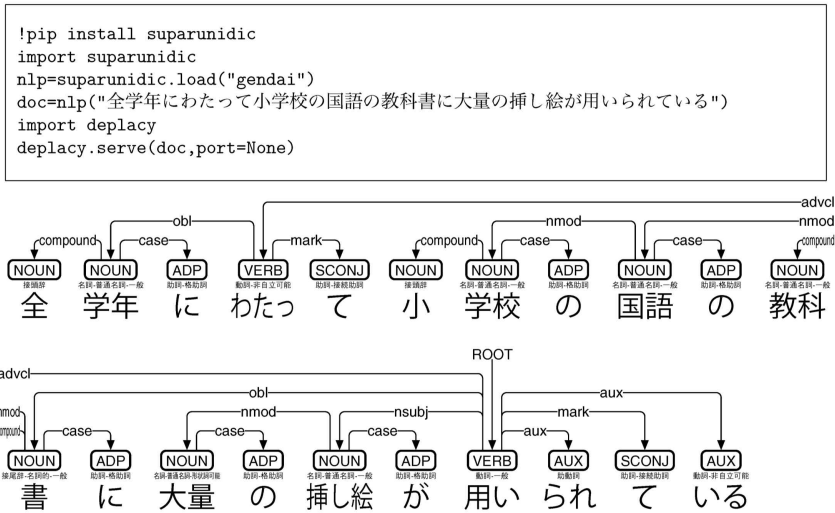 !pip install suparunidic
import suparunidic
nlp=suparunidic.load("gendai")
doc=nlp("全学年にわたって小学校の国語の教科書に大量の挿し絵が用いられている")
import deplacy
deplacy.serve(doc,port=None)
advcl
obl nmod nmod
compound case mark compound case case compound
NOUN NOUN ADP VERB SCONJ NOUN NOUN ADP NOUN ADP NOUN
接頭辞 名詞-普通名詞-一般 助詞-格助詞 動詞-非自立可能 助詞-接続助詞 接頭辞 名詞-普通名詞-一般 助詞-格助詞 名詞-普通名詞-一般 助詞-格助詞 名詞-普通名詞-一般
全 学年 に わたっ て 小 学校 の 国語 の 教科
ROOT
advcl
obl aux
nmod nmod nsubj mark
compound case case case aux
NOUN ADP NOUN ADP NOUN ADP VERB AUX SCONJ AUX
接尾辞-名詞的-一般 助詞-格助詞 名詞-普通名詞-形状詞可能 助詞-格助詞 名詞-普通名詞-一般 助詞-格助詞 動詞-一般 助動詞 助詞-接続助詞 動詞-非自立可能
書 に 大量 の 挿し絵 が 用い られ て いる